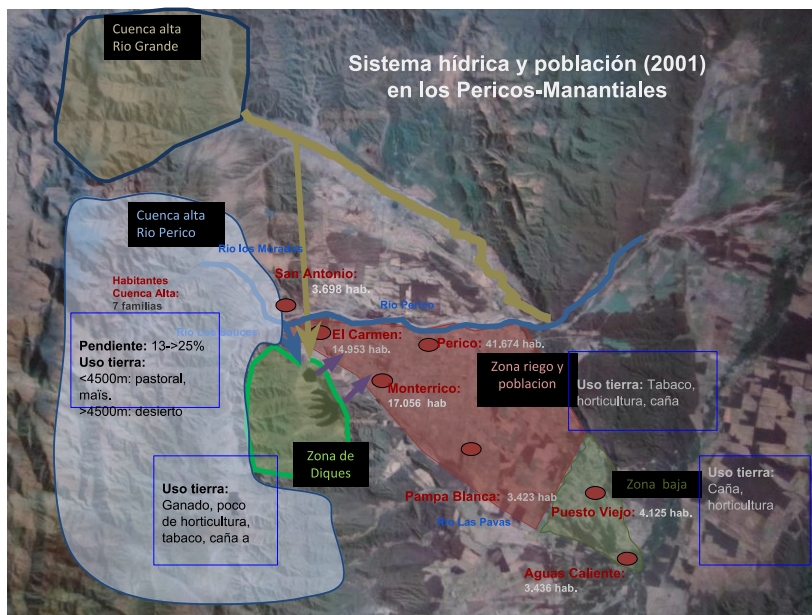 Cuenca alta
Rio Grande
Sistema hídrica y población (2001)
en los Pericos-Manantiales
Cuenca alta
Rio Perico
Rio los Morados
San Antonio:
3.698 hab.
Habitantes
Cuenca Alta:
7 familias
Rio Perico
Rio Las Sauces
El Carmen:
14.953 hab.
Perico: 41.674 hab.
Pendiente: 13->25%
Uso tierra:
<4500m: pastoral,
maïs.
>4500m: desierto
Zona riego y
poblacion
Uso tierra: Tabaco,
horticultura, caña
Monterrico:
17.056 hab
Zona de
Diques
Uso tierra:
Ganado, poco
de horticultura,
tabaco, caña a
Pampa Blanca: 3.423 hab
Rio Las Pavas
Zona baja
Puesto Viejo:
4.125 hab.
Uso tierra:
Caña,
horticultura
Aguas Caliente:
3.436 hab.